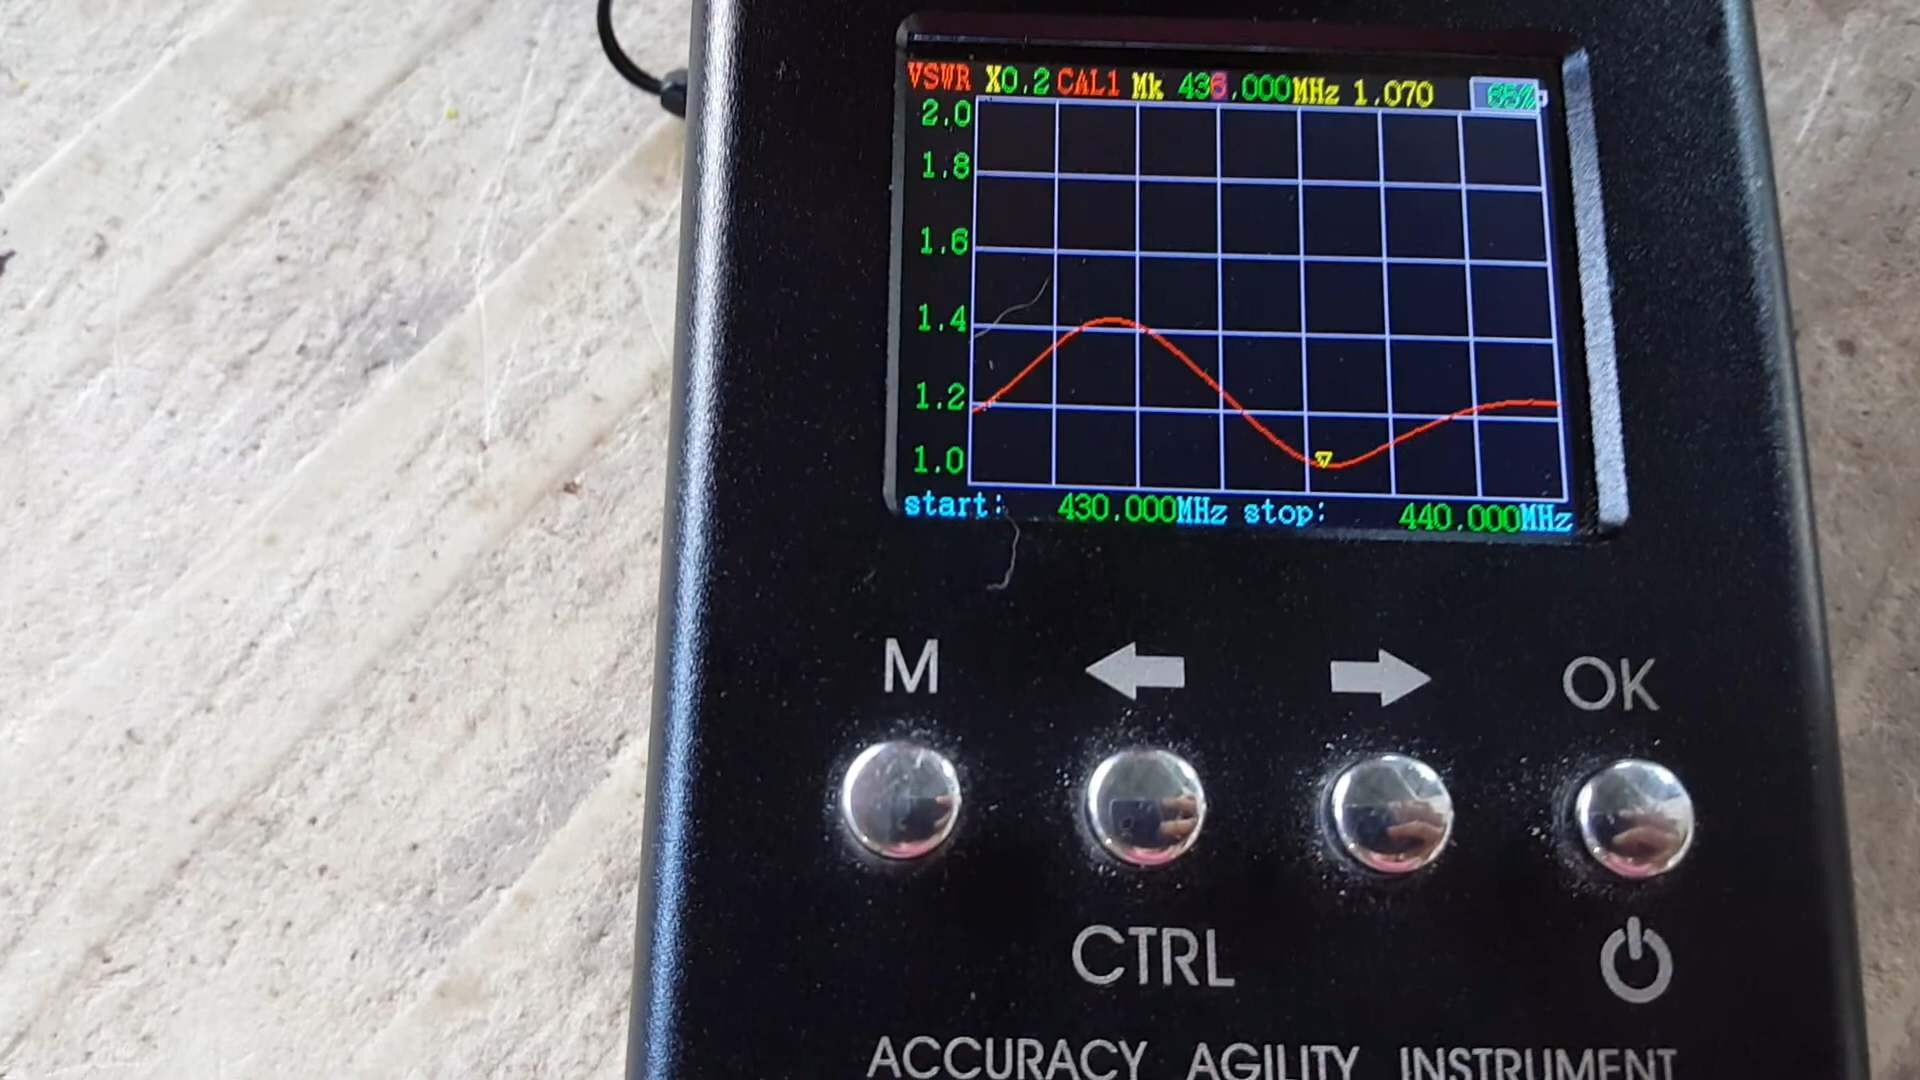 VSWR X0.2 CAL1 Mk 436.000MHz 1.070
2.0
1.8
1.6
1.4
1.2
1.0
start: 430.000MHz stop: 440.000MHz
M OK
CTRL
ACCURACY AGILITY INSTRUMENT